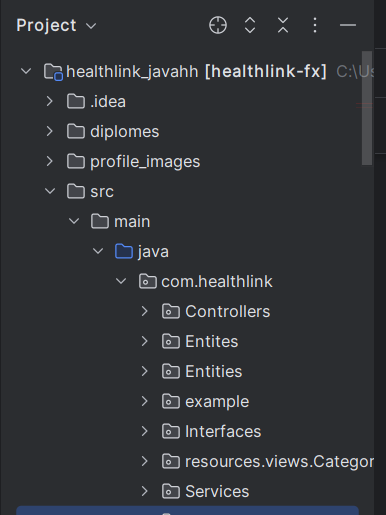 Project
healthlink_javahh [healthlink-fx] C:\Us
.idea
diplomes
profile_images
src
main
java
com.healthlink
Controllers
Entites
Entities
example
Interfaces
resources.views.Categor
Services